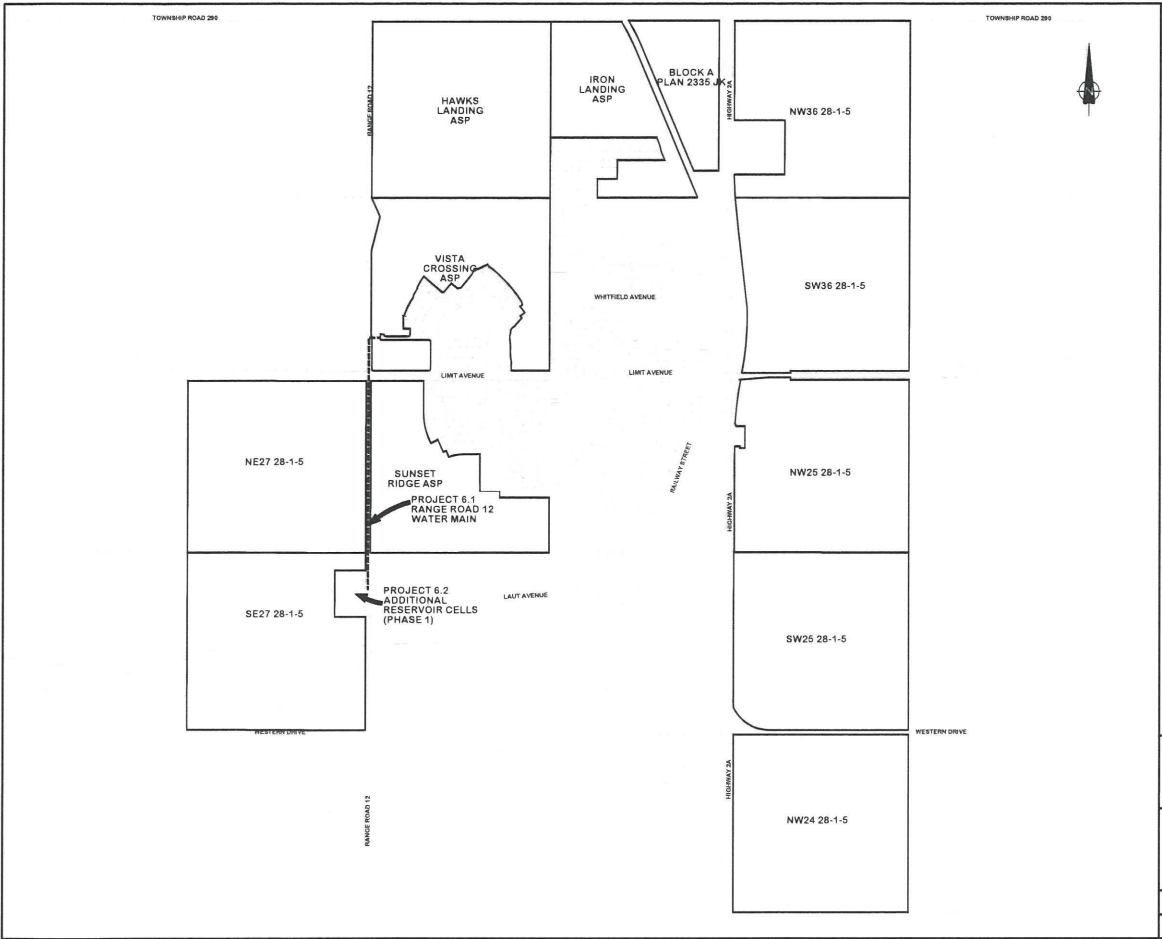 TOWNSHIP ROAD 290
TOWNSHIP ROAD 290
RANGE ROAD 12
HAWKS
LANDING
ASP
IRON
LANDING
ASP
BLOCK A
PLAN 2335 JK
HIGHWAY 2A
NW36 28-1-5
N
VISTA
CROSSING
ASP
WHITFIELD AVENUE
SW36 28-1-5
LIMIT AVENUE
LIMIT AVENUE
NE27 28-1-5
SUNSET
RIDGE ASP
PROJECT 6.1
RANGE ROAD 12
WATER MAIN
RAILWAY STREET
HIGHWAY 2A
NW25 28-1-5
SE27 28-1-5
PROJECT 6.2
ADDITIONAL
RESERVOIR CELLS
(PHASE 1)
LAUT AVENUE
SW25 28-1-5
WESTERN DRIVE
WESTERN DRIVE
RANGE ROAD 12
HIGHWAY 2A
NW24 28-1-5